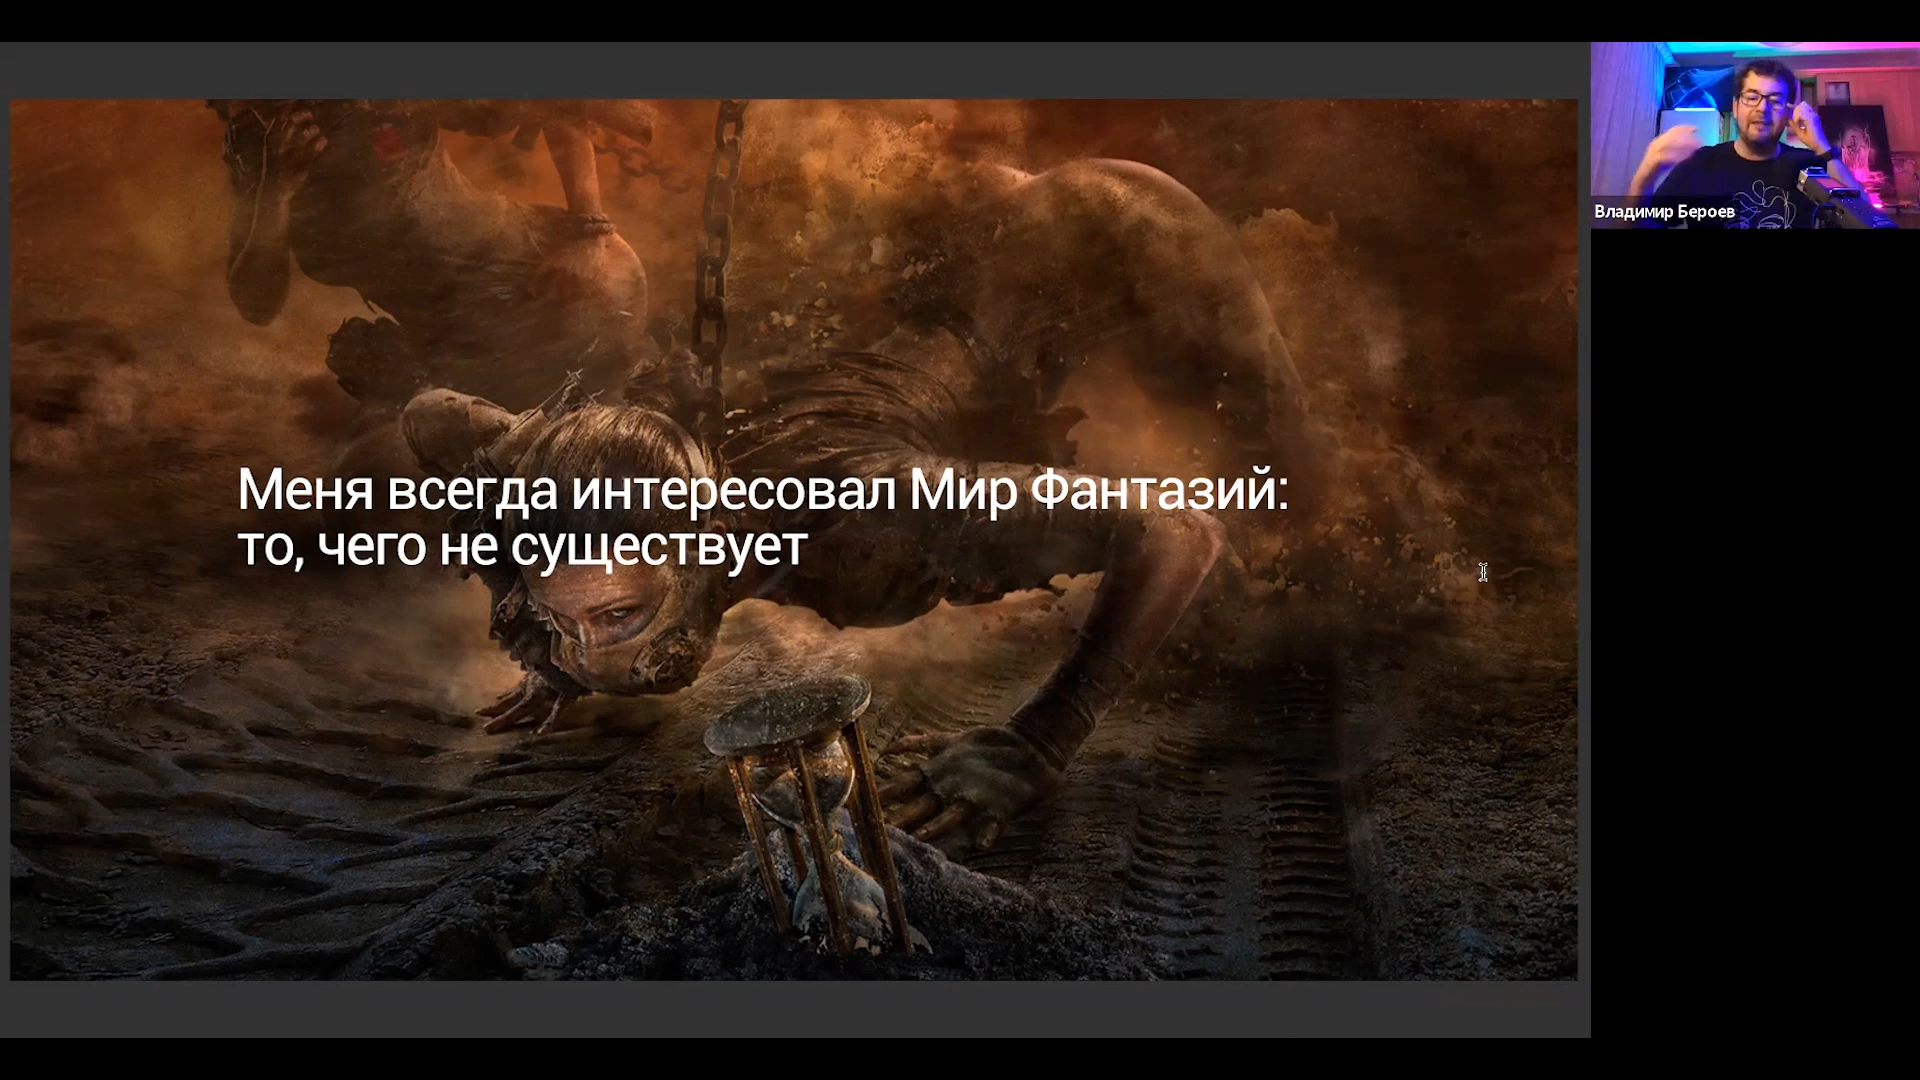 Меня всегда интересовал Мир Фантазий:
то, чего не существует
Владимир Бероев